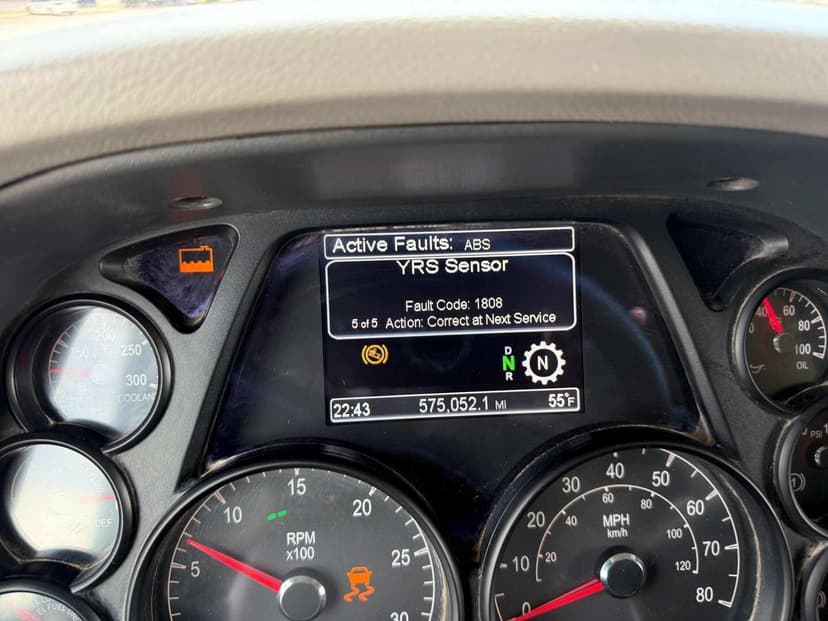 Active Faults: ABS
YRS Sensor
Fault Code: 1808
5 of 5 Action: Correct at Next Service
D
N
R
N
22:43
575,052.1 MI
55°F
200
250
300
COOLANT
DEF
5
10
15
20
25
30
RPM
x100
0
10
20
30
40
50
60
70
80
20
40
60
80
100
120
MPH
km/h
0
40
60
80
100
OIL
PSI
1